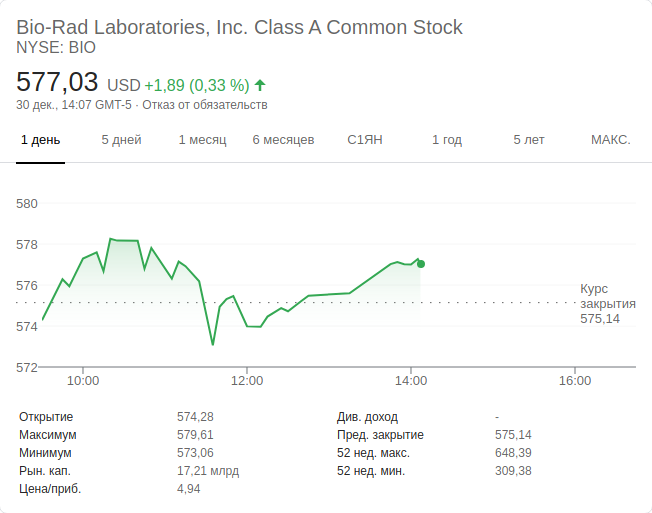 Bio-Rad Laboratories, Inc. Class A Common Stock
NYSE: BIO
577,03 USD +1,89 (0,33 %) ↑
30 дек., 14:07 GMT-5 · Отказ от обязательств
1 день 5 дней 1 месяц 6 месяцев С1ЯН 1 год 5 лет МАКС.
580
578
576
574
572
Курс
закрытия
575,14
10:00 12:00 14:00 16:00
Открытие 574,28 Див. доход -
Максимум 579,61 Пред. закрытие 575,14
Минимум 573,06 52 нед. макс. 648,39
Рын. кап. 17,21 млрд 52 нед. мин. 309,38
Цена/приб. 4,94